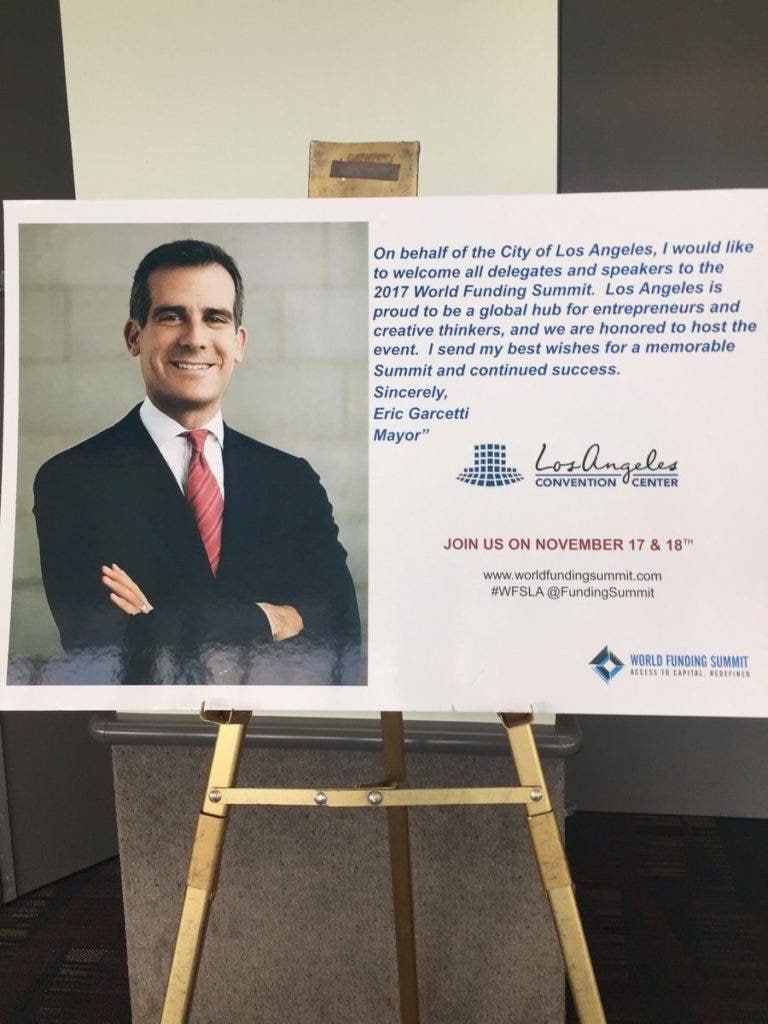 On behalf of the City of Los Angeles, I would like
to welcome all delegates and speakers to the
2017 World Funding Summit.  Los Angeles is
proud to be a global hub for entrepreneurs and
creative thinkers, and we are honored to host the
event.  I send my best wishes for a memorable
Summit and continued success.
Sincerely,
Eric Garcetti
Mayor”
Los Angeles
CONVENTION CENTER
JOIN US ON NOVEMBER 17 & 18TH
www.worldfundingsummit.com
#WFSLA @FundingSummit
WORLD FUNDING SUMMIT
ACCESS TO CAPITAL, REDEFINED